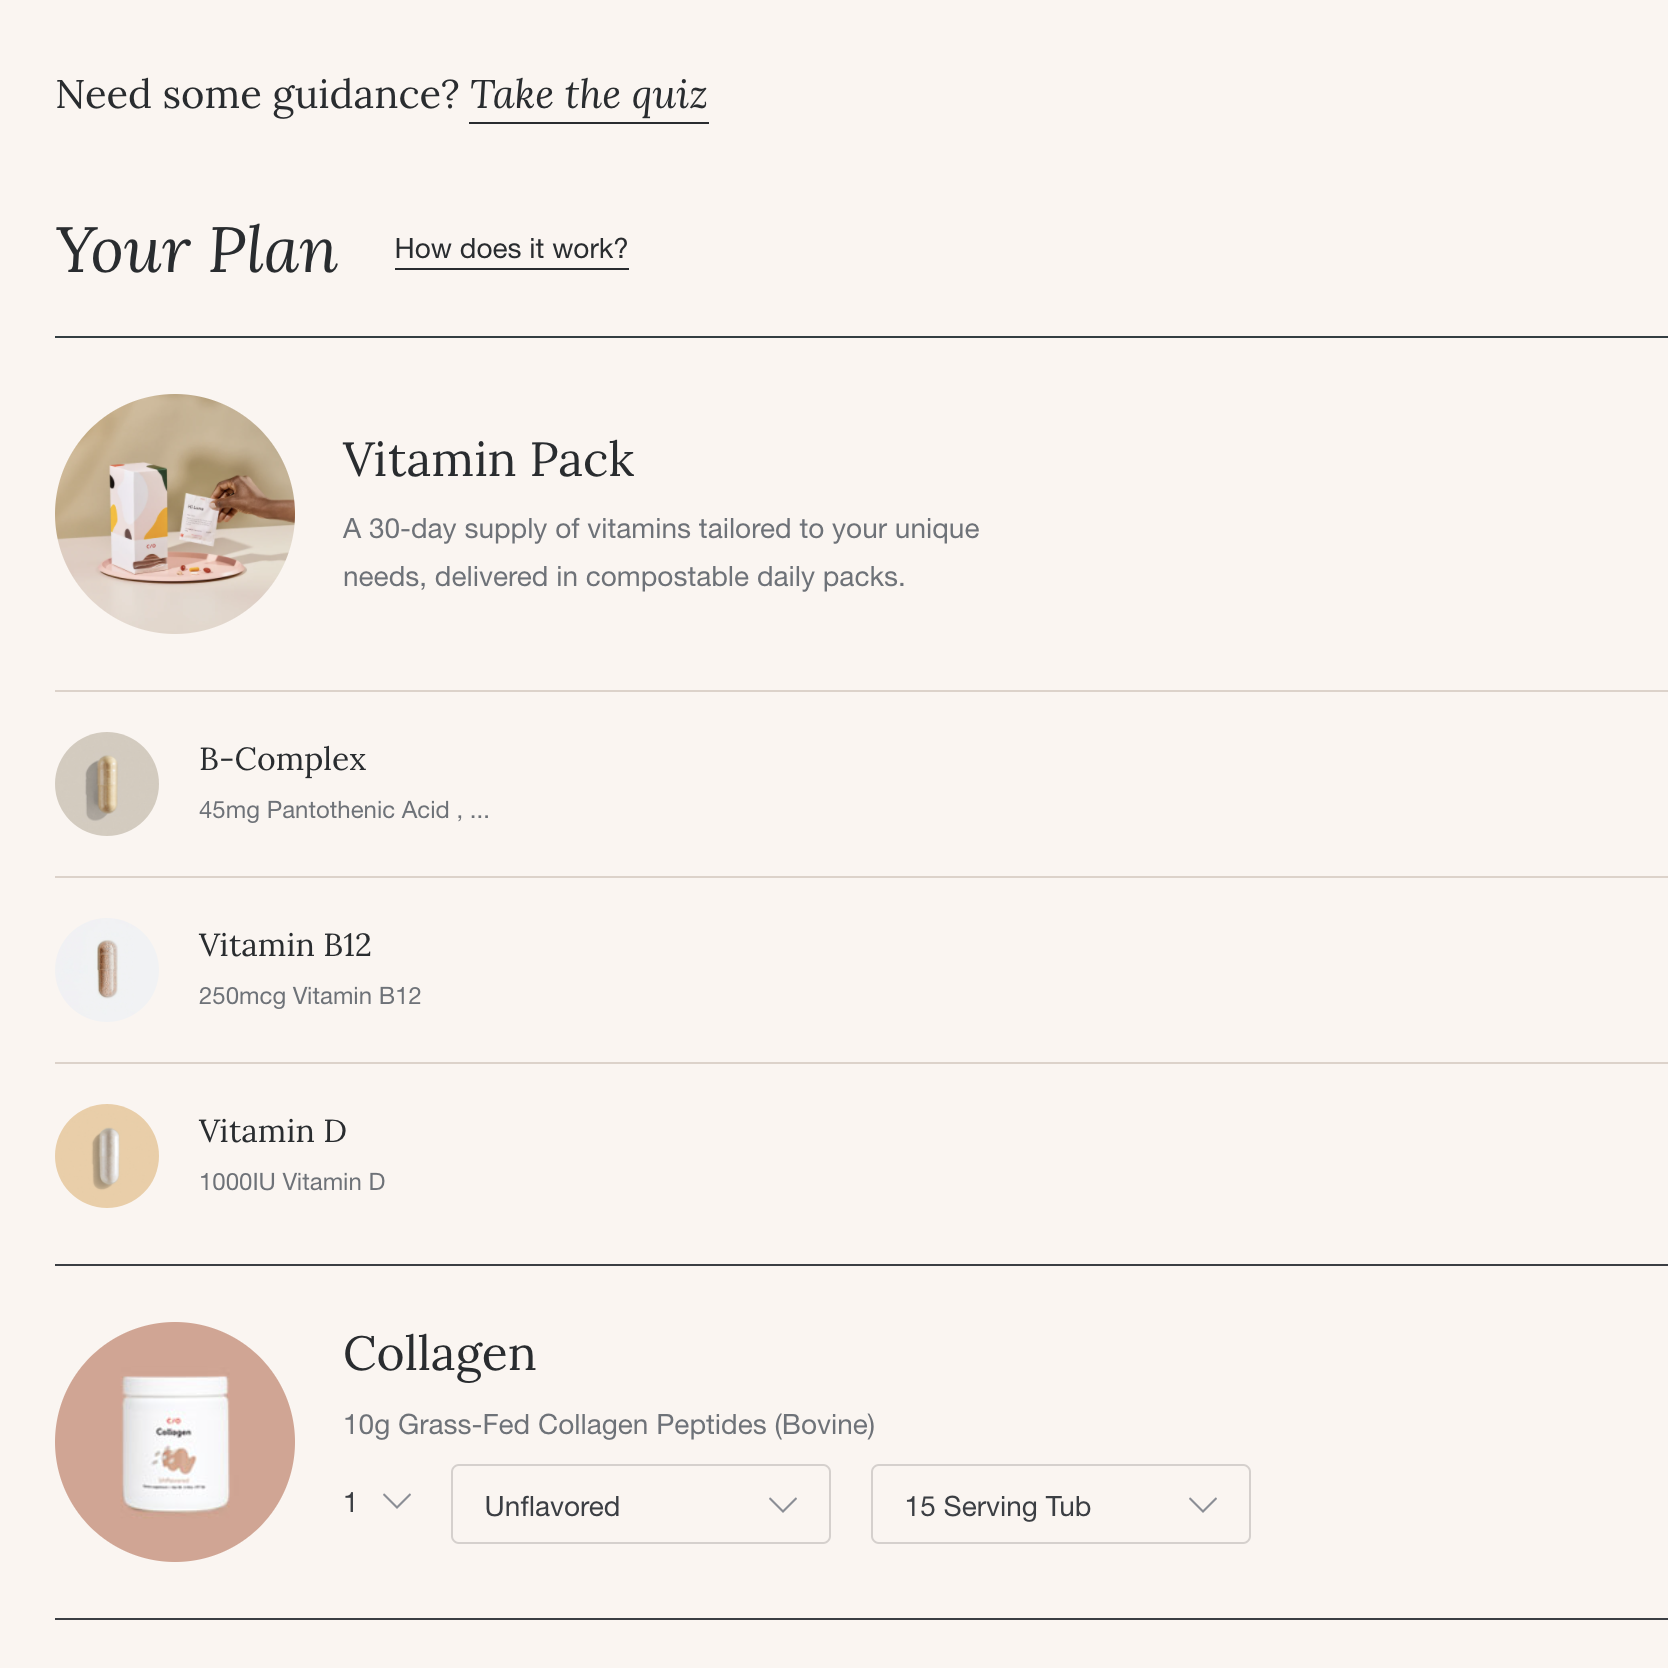 Need some guidance? Take the quiz
Your Plan How does it work?
Vitamin Pack
A 30-day supply of vitamins tailored to your unique
needs, delivered in compostable daily packs.
B-Complex
45mg Pantothenic Acid , ...
Vitamin B12
250mcg Vitamin B12
Vitamin D
1000IU Vitamin D
Collagen
10g Grass-Fed Collagen Peptides (Bovine)
C/O
Collagen
Unflavored
1 Unflavored 15 Serving Tub